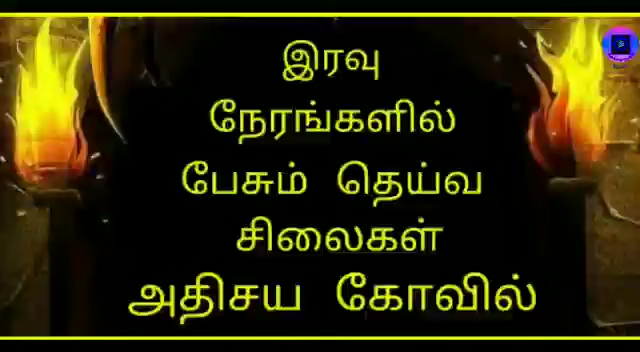 இரவு
நேரங்களில்
பேசும் தெய்வ
சிலைகள்
அதிசய கோவில்